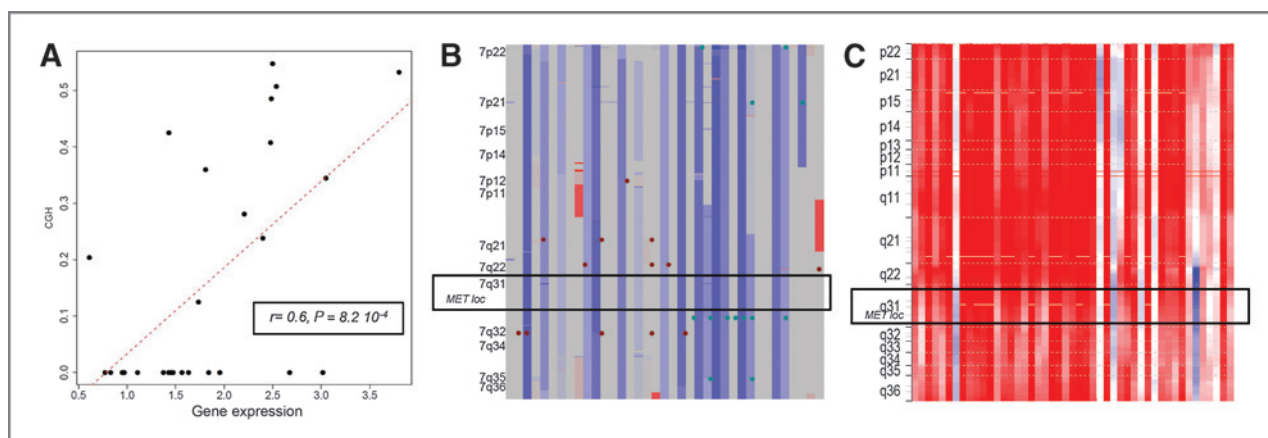 A
CGH
0.5
0.4
0.3
0.2
0.1
0.0
r= 0.6, P = 8.2 10⁻⁴
0.5
1.0
1.5
2.0
2.5
3.0
3.5
Gene expression
B
7p22
7p21
7p15
7p14
7p12
7p11
7q21
7q22
7q31
MET loc
7q32
7q34
7q35
7q36
C
p22
p21
p15
p14
p13
p12
p11
q11
q21
q22
q31
MET loc
q32
q33
q34
q35
q36